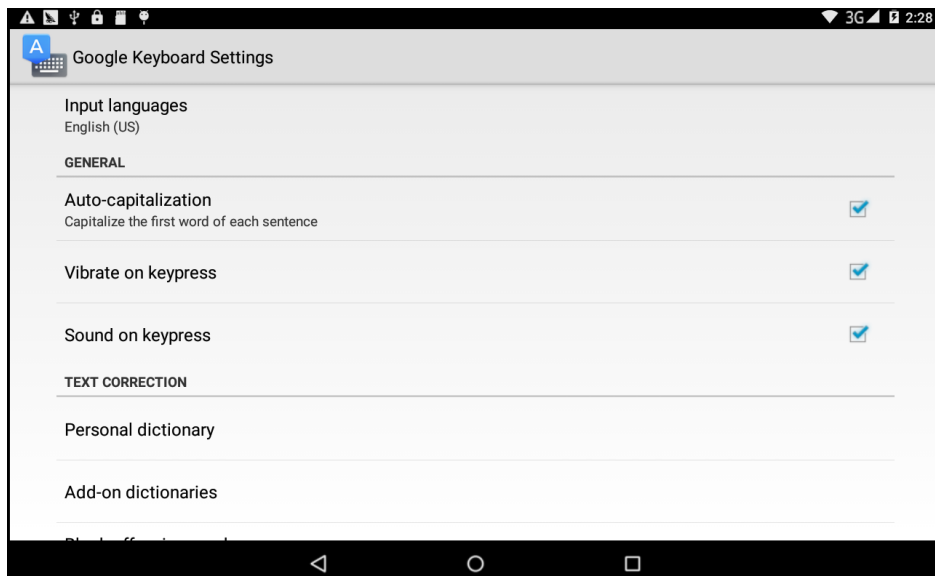 3G 2:28
A
Google Keyboard Settings
Input languages
English (US)
GENERAL
Auto-capitalization
Capitalize the first word of each sentence
Vibrate on keypress
Sound on keypress
TEXT CORRECTION
Personal dictionary
Add-on dictionaries